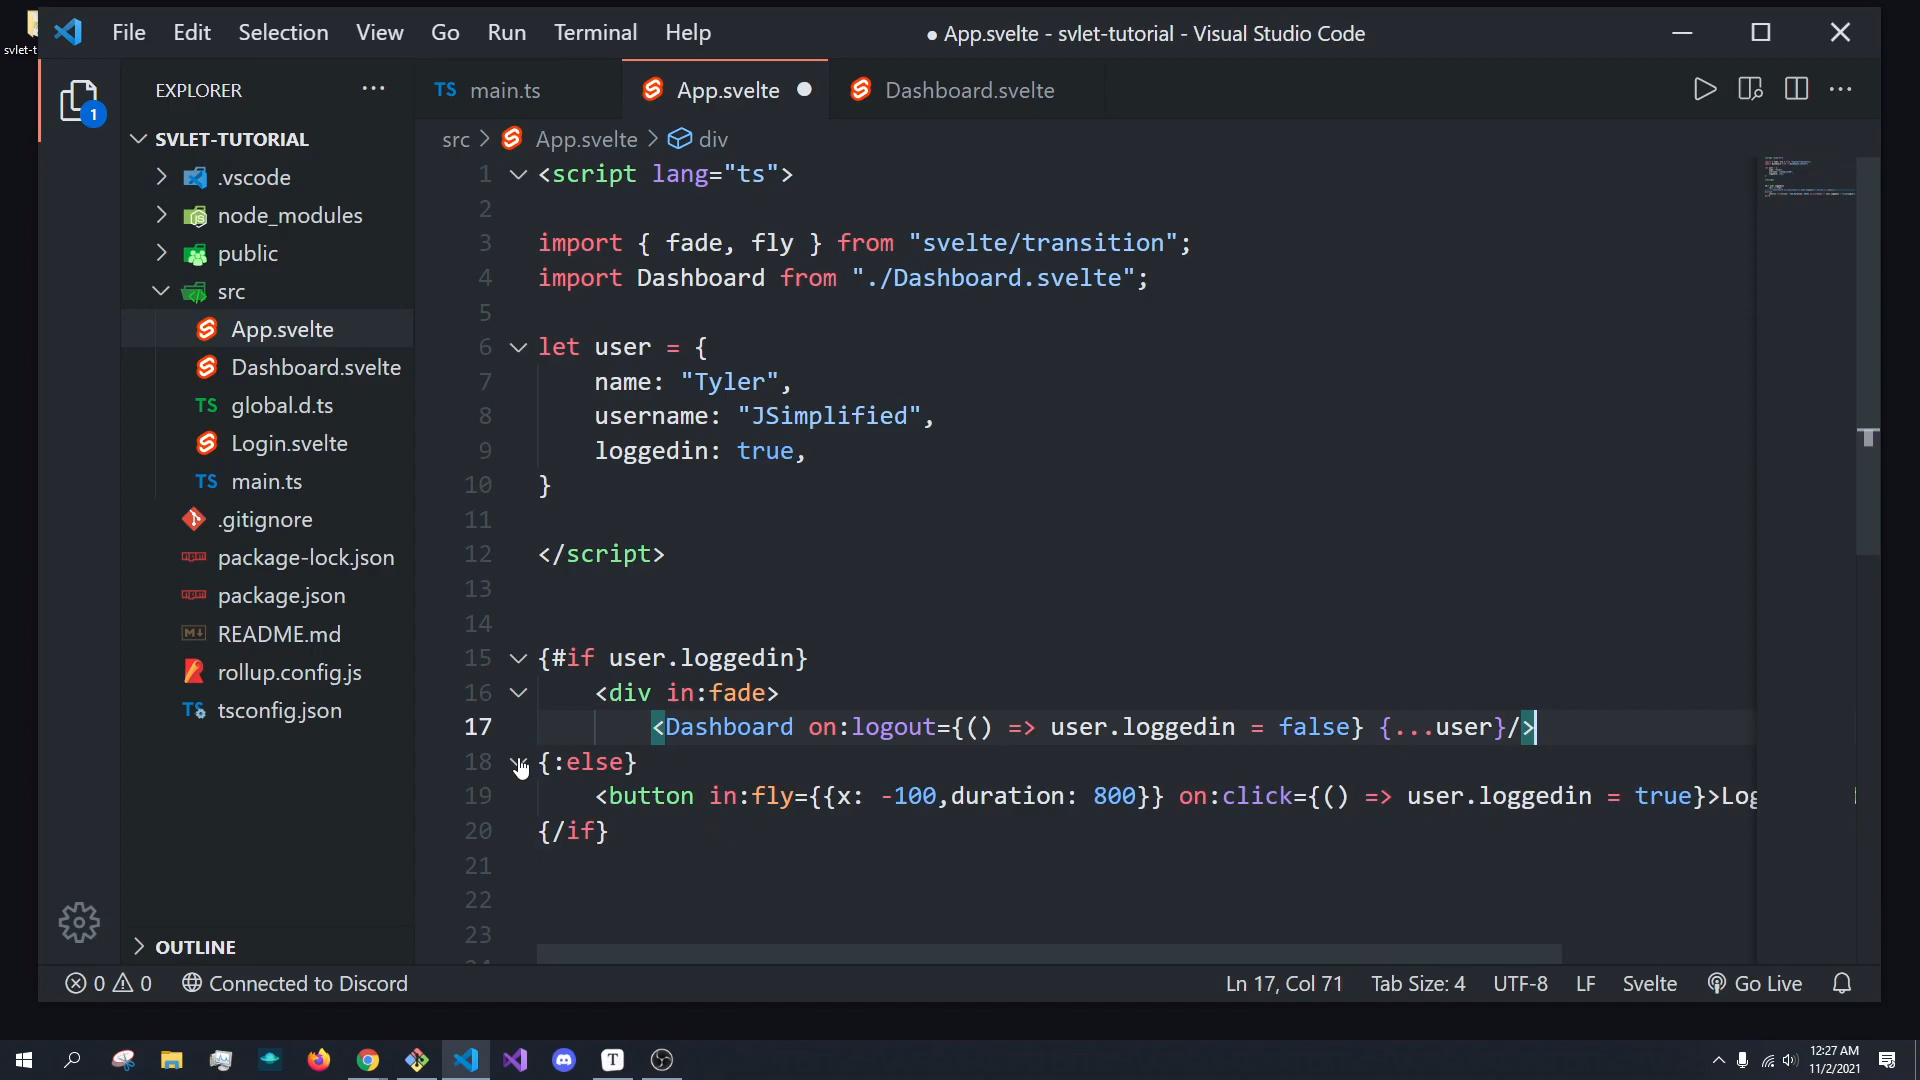 svlet-t
File Edit Selection View Go Run Terminal Help
● App.svelte - svlet-tutorial - Visual Studio Code
1
EXPLORER
TS main.ts
App.svelte
Dashboard.svelte
src > App.svelte > div
SVLET-TUTORIAL
.vscode
node_modules
public
src
App.svelte
Dashboard.svelte
TS global.d.ts
Login.svelte
TS main.ts
.gitignore
package-lock.json
package.json
README.md
rollup.config.js
TS tsconfig.json
OUTLINE
1 <script lang="ts">
2
3 import { fade, fly } from "svelte/transition";
4 import Dashboard from "./Dashboard.svelte";
5
6 let user = {
7 name: "Tyler",
8 username: "JSimplified",
9 loggedin: true,
10 }
11
12 </script>
13
14
15 {#if user.loggedin}
16 <div in:fade>
17 <Dashboard on:logout={() => user.loggedin = false} {...user}/>
18 {:else}
19 <button in:fly={{x: -100,duration: 800}} on:click={() => user.loggedin = true}>Log
20 {/if}
21
22
23
0 0 Connected to Discord
Ln 17, Col 71 Tab Size: 4 UTF-8 LF Svelte Go Live
12:27 AM
11/2/2021